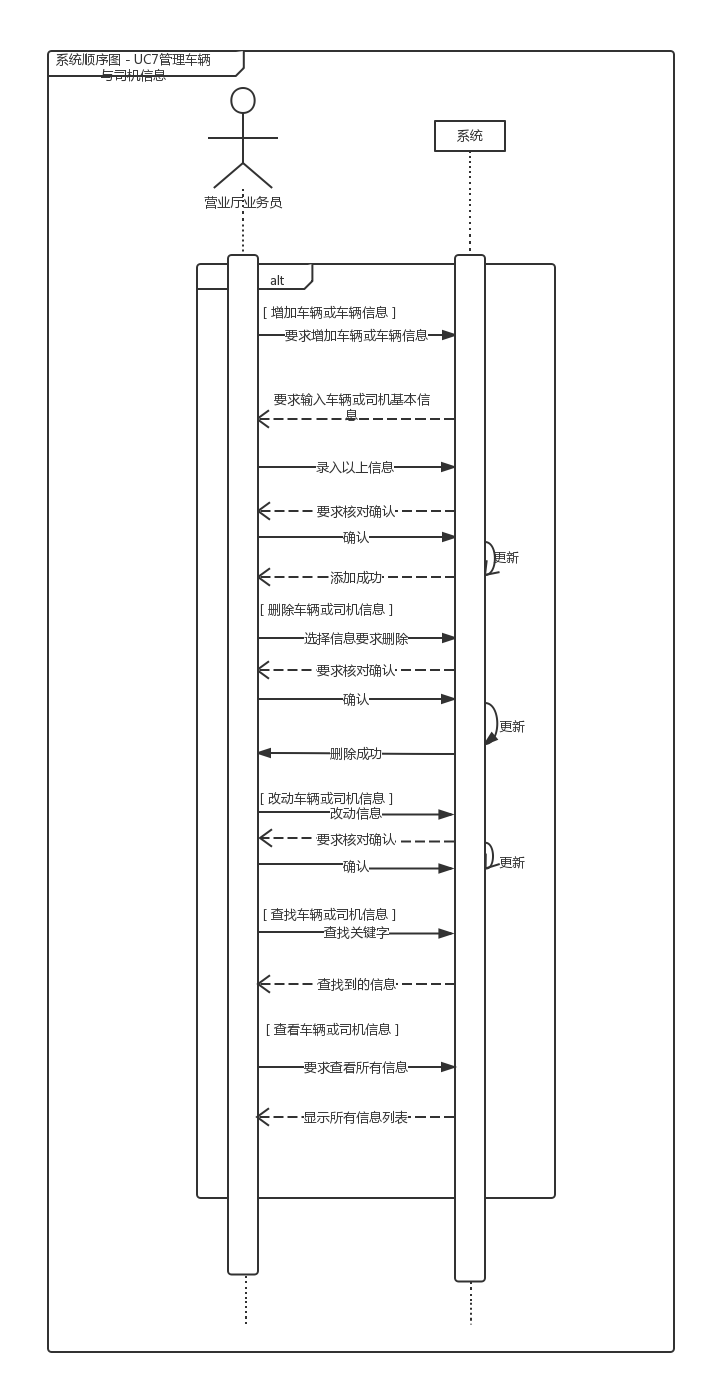 系统顺序图 - UC7管理车辆
与司机信息
系统
营业厅业务员
alt
[ 增加车辆或车辆信息 ]
要求增加车辆或车辆信息
要求输入车辆或司机基本信
息
录入以上信息
要求核对确认
确认
更新
添加成功
[ 删除车辆或司机信息 ]
选择信息要求删除
要求核对确认
确认
更新
删除成功
[ 改动车辆或司机信息 ]
改动信息
要求核对确认
确认
更新
[ 查找车辆或司机信息 ]
查找关键字
查找到的信息
[ 查看车辆或司机信息 ]
要求查看所有信息
显示所有信息列表